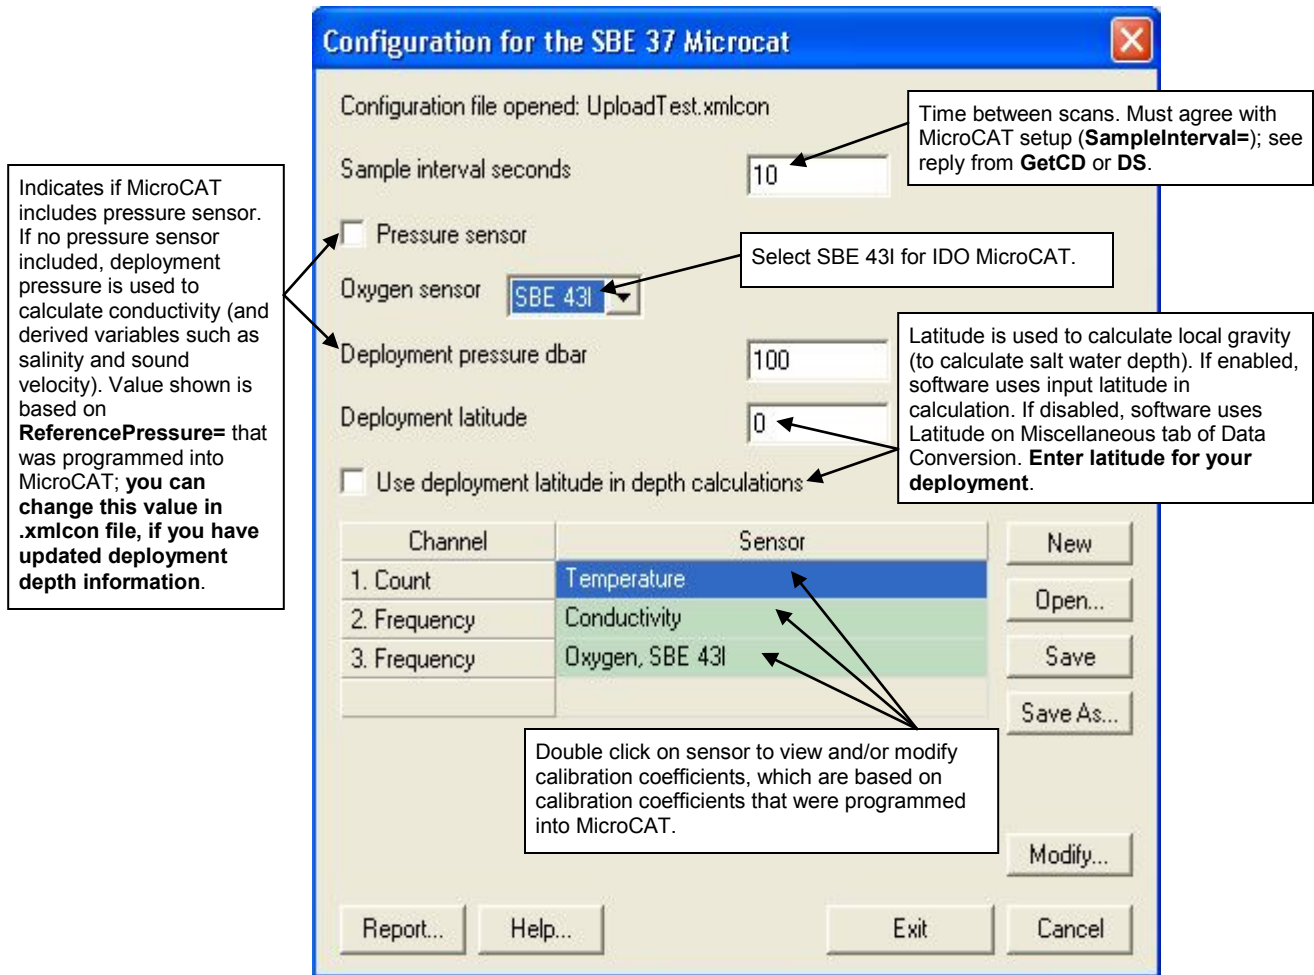 Configuration for the SBE 37 Microcat
Configuration file opened: UploadTest.xmlcon
Time between scans. Must agree with
MicroCAT setup (SampleInterval=); see
reply from GetCD or DS.
Sample interval seconds
10
Indicates if MicroCAT
includes pressure sensor.
If no pressure sensor
included, deployment
pressure is used to
calculate conductivity (and
derived variables such as
salinity and sound
velocity). Value shown is
based on
ReferencePressure= that
was programmed into
MicroCAT; you can
change this value in
.xmlcon file, if you have
updated deployment
depth information.
Pressure sensor
Select SBE 43I for IDO MicroCAT.
Oxygen sensor
SBE 43I
Deployment pressure dbar
100
Latitude is used to calculate local gravity
(to calculate salt water depth). If enabled,
software uses input latitude in
calculation. If disabled, software uses
Latitude on Miscellaneous tab of Data
Conversion. Enter latitude for your
deployment.
Deployment latitude
0
Use deployment latitude in depth calculations
Channel Sensor
1. Count Temperature
2. Frequency Conductivity
3. Frequency Oxygen, SBE 43I
New
Open...
Save
Save As...
Double click on sensor to view and/or modify
calibration coefficients, which are based on
calibration coefficients that were programmed
into MicroCAT.
Modify...
Report... Help... Exit Cancel